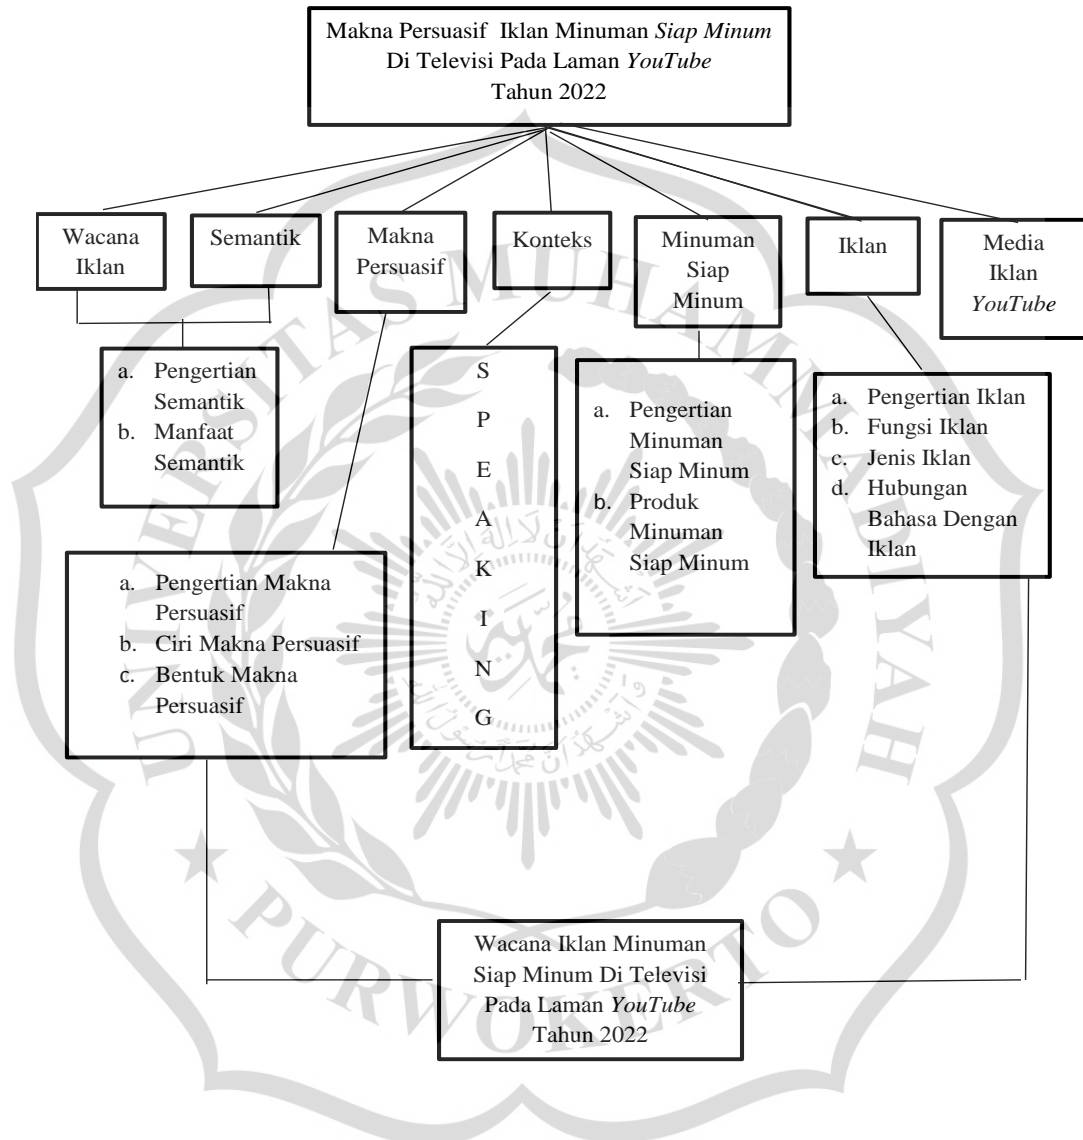 Makna Persuasif Iklan Minuman Siap Minum
Di Televisi Pada Laman YouTube
Tahun 2022
Wacana
Iklan
Semantik
Makna
Persuasif
Konteks
Minuman
Siap
Minum
Iklan
Media
Iklan
YouTube
a. Pengertian
Semantik
b. Manfaat
Semantik
S
P
E
A
K
I
N
G
a. Pengertian
Minuman
Siap Minum
b. Produk
Minuman
Siap Minum
a. Pengertian Iklan
b. Fungsi Iklan
c. Jenis Iklan
d. Hubungan
Bahasa Dengan
Iklan
a. Pengertian Makna
Persuasif
b. Ciri Makna Persuasif
c. Bentuk Makna
Persuasif
Wacana Iklan Minuman
Siap Minum Di Televisi
Pada Laman YouTube
Tahun 2022
UNIVERSITAS MUHAMMADIYAH
PURWOKERTO